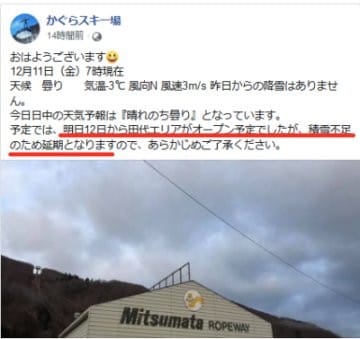 かぐらスキー場
14時間前・
おはようございます😃
12月11日（金）7時現在
天候　曇り　　気温-3℃ 風向N 風速3m/s 昨日からの降雪はありませ
ん。
今日日中の天気予報は『晴れのち曇り』となっています。
予定では、明日12日から田代エリアがオープン予定でしたが、積雪不足
のため延期となりますので、あらかじめご了承ください。
Mitsumata ROPEWAY